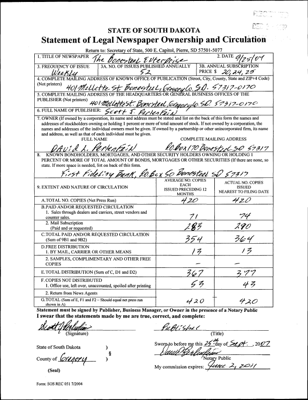 STATE OF SOUTH DAKOTA
Statement of Legal Newspaper Ownership and Circulation
Return to: Secretary of State, 500 E. Capitol, Pierre, SD 57501-5077
1. TITLE OF NEWSPAPER The Bonesteel Enterprise
2. DATE
3. FREQUENCY OF ISSUE Weekly
3A. NO. OF ISSUES PUBLISHED ANNUALLY 52
3B. ANNUAL SUBSCRIPTION PRICE $ 20, 24, 28
4. COMPLETE MAILING ADDRESS OF KNOWN OFFICE OF PUBLICATION (Street, City, County, State and ZIP+4 Code) (Not printers)
401 Mellette St. Bonesteel, Gregory Co. SD. 57317-0170
5. COMPLETE MAILING ADDRESS OF THE HEADQUARTERS OR GENERAL BUSINESS OFFICES OF THE PUBLISHER (Not printers)
401 Mellette St Bonesteel, Gregory Co SD 57317-0170
6. FULL NAME OF PUBLISHER: Scott J
7. OWNER (If owned by a corporation, its name and address must be stated and list on the back of this form the names and addresses of stockholders owning or holding 1 percent or more of total amount of stock. If not owned by a corporation, the names and addresses of the individual owners must be given. If owned by a partnership or other unincorporated firm, its name and address, as well as that of each individual must be given.
FULL NAME
COMPLETE MAILING ADDRESS
David J.
PO Box 170 Bonesteel SD 57317
8. KNOWN BONDHOLDERS, MORTGAGES, AND OTHER SECURITY HOLDERS OWNING OR HOLDING 1 PERCENT OR MORE OF TOTAL AMOUNT OF BONDS, MORTGAGES OR OTHER SECURITIES (If there are none, so state. If more space is needed, list on back of this form).
First Fidelity Bank, Po Box SD Bonesteel SD 57317
9. EXTENT AND NATURE OF CIRCULATION
AVERAGE NO. COPIES EACH ISSUED PRECEDING 12 MONTHS
ACTUAL NO. COPIES ISSUED NEAREST TO FILING DATE
A.TOTAL NO. COPIES (Net Press Run) 420 420
B.PAID AND/OR REQUESTED CIRCULATION
1. Sales through dealers and carriers, street vendors and counter sales 71 74
2. Mail Subscription (Paid and or requested) 283 290
C.TOTAL PAID AND/OR REQUESTED CIRCULATION (Sum of 9B1 and 9B2) 354 364
D.FREE DISTRIBUTION
1. BY MAIL, CARRIER OR OTHER MEANS 13 13
2. SAMPLES, COMPLIMENTARY AND OTHER FREE COPIES – –
E. TOTAL DISTRIBUTION (Sum of C, D1 and D2) 367 377
F. COPIES NOT DISTRIBUTED
1. Office use, left over, unaccounted, spoiled after printing 53 43
2. Return from News Agents
G.TOTAL (Sum of E, F1 and F2 – Should equal net press run shown in A) 420 420
Statement must be signed by Publisher, Business Manager, or Owner in the presence of a Notary Public
I swear that the statements made by me are true, correct, and complete:
Publisher
(Signature)
(Title)
State of South Dakota )
§
County of Gregory )
Sworn to before me this 25th day of Sept 2007
Notary Public
(Seal)
My commission expires: June 2, 2011
Form: SOS REC 051 7/2004